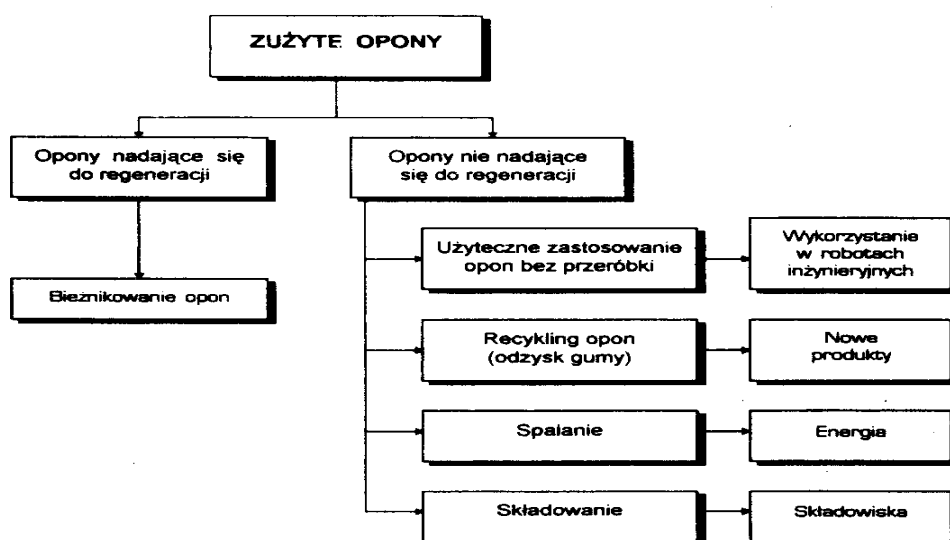 ZUŻYTE OPONY
Opony nadające się
do regeneracji
Opony nie nadające
się do regeneracji
Bieżnikowanie opon
Użyteczne zastosowanie
opon bez przeróbki
Wykorzystanie
w robotach
inżynieryjnych
Recykling opon
(odzysk gumy)
Nowe
produkty
Spalanie
Energia
Składowanie
Składowiska